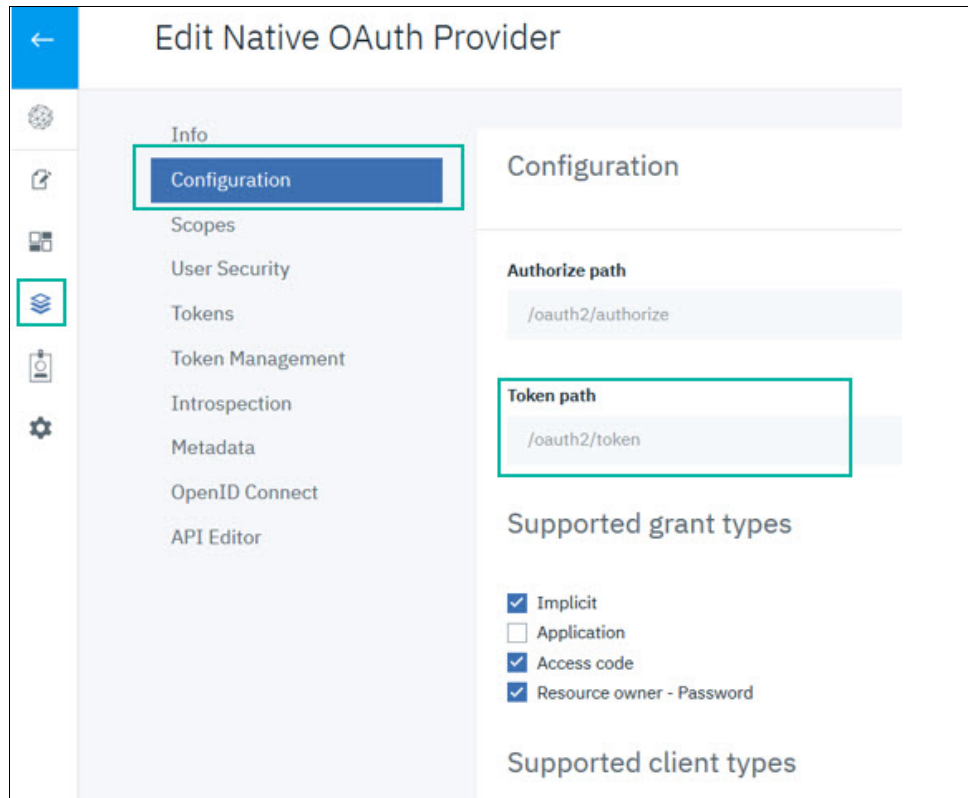 Edit Native OAuth Provider
Info
Configuration
Scopes
User Security
Tokens
Token Management
Introspection
Metadata
OpenID Connect
API Editor
Configuration
Authorize path
/oauth2/authorize
Token path
/oauth2/token
Supported grant types
Implicit
Application
Access code
Resource owner - Password
Supported client types